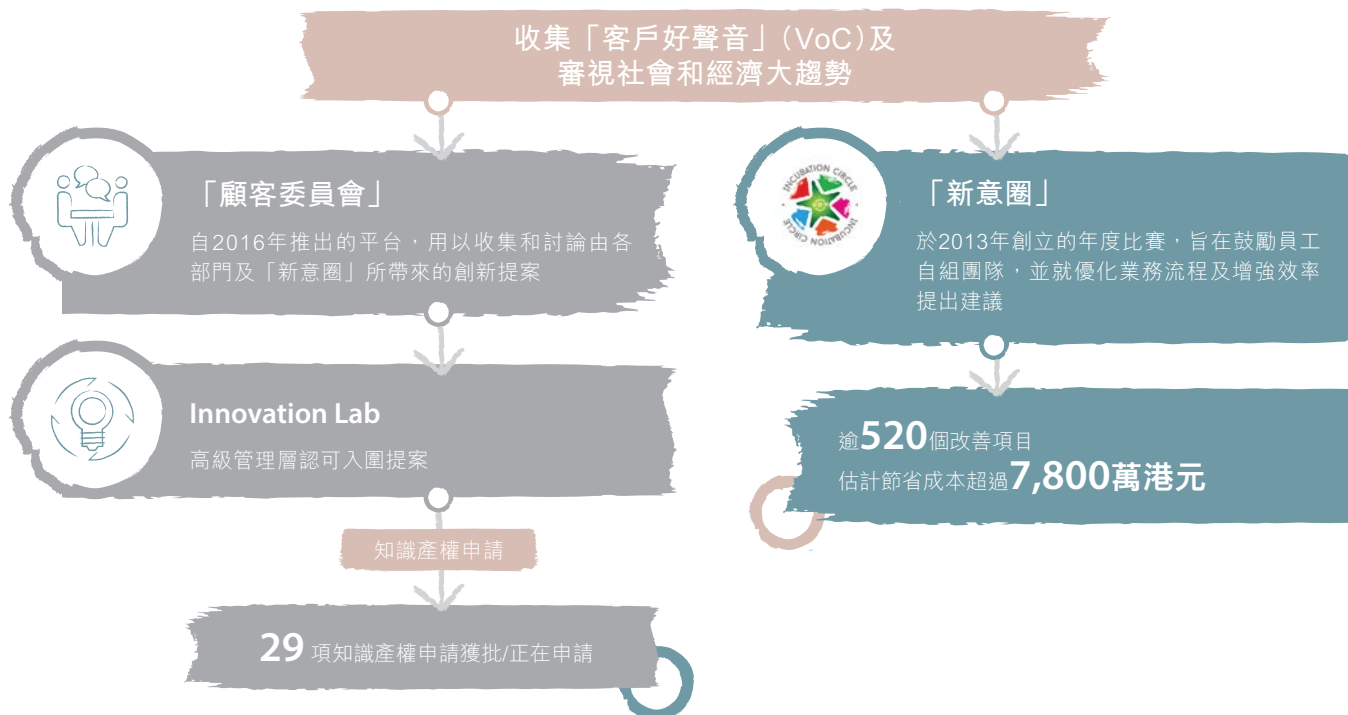 收集「客戶好聲音」(VoC)及
審視社會和經濟大趨勢
「顧客委員會」
自2016年推出的平台，用以收集和討論由各
部門及「新意圈」所帶來的創新提案
Innovation Lab
高級管理層認可入圍提案
知識產權申請
29 項知識產權申請獲批/正在申請
INCUBATION CIRCLE
INCUBATION CIRCLE
「新意圈」
於2013年創立的年度比賽，旨在鼓勵員工
自組團隊，並就優化業務流程及增強效率
提出建議
逾520個改善項目
估計節省成本超過7,800萬港元